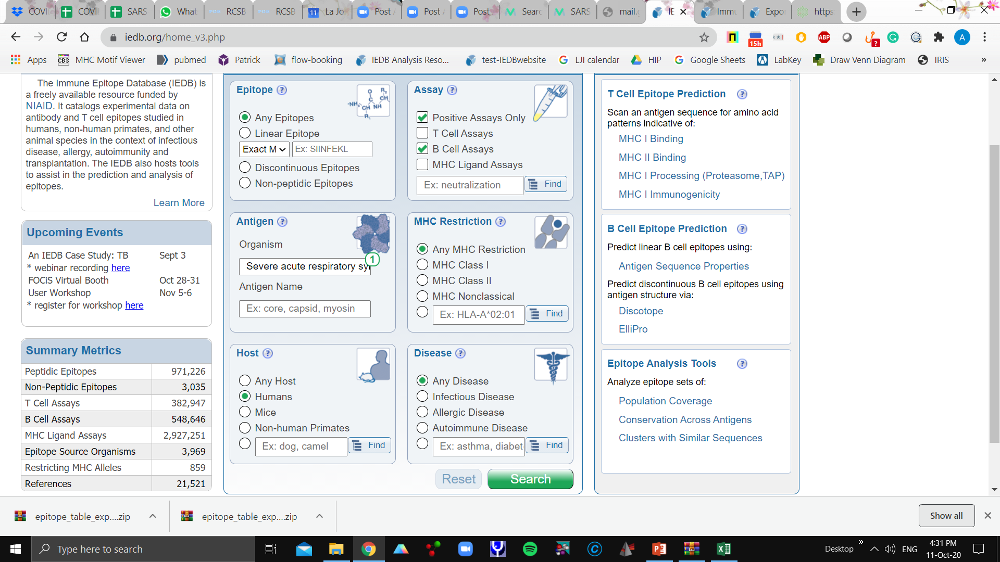 COVI
COVI
SARS
What
RCSB
RCSB
11
La Jol
Post
Post
Post
Searc
SARS
mail.
IE
Immu
Expo
https
iedb.org/home_v3.php
15h
ABP
?
A
Apps
CBS
MHC Motif Viewer
pubmed
Patrick
flow-booking
IEDB Analysis Reso...
test-IEDBwebsite
LJI calendar
HIP
Google Sheets
LabKey
Draw Venn Diagram
IRIS
»
The Immune Epitope Database (IEDB) is
a freely available resource funded by
NIAID. It catalogs experimental data on
antibody and T cell epitopes studied in
humans, non-human primates, and other
animal species in the context of infectious
disease, allergy, autoimmunity and
transplantation. The IEDB also hosts tools
to assist in the prediction and analysis of
epitopes.
Learn More
Upcoming Events
An IEDB Case Study: TB Sept 3
* webinar recording here
FOCiS Virtual Booth Oct 28-31
User Workshop Nov 5-6
* register for workshop here
Summary Metrics
Peptidic Epitopes 971,226
Non-Peptidic Epitopes 3,035
T Cell Assays 382,947
B Cell Assays 548,646
MHC Ligand Assays 2,927,251
Epitope Source Organisms 3,969
Restricting MHC Alleles 859
References 21,521
Epitope ?
Any Epitopes
Linear Epitope
Exact M
Ex: SIINFEKL
Discontinuous Epitopes
Non-peptidic Epitopes
Assay ?
Positive Assays Only
T Cell Assays
B Cell Assays
MHC Ligand Assays
Ex: neutralization
Find
Antigen ?
Organism
1
Severe acute respiratory syr
Antigen Name
Ex: core, capsid, myosin
MHC Restriction ?
Any MHC Restriction
MHC Class I
MHC Class II
MHC Nonclassical
Ex: HLA-A*02:01
Find
Host ?
Any Host
Humans
Mice
Non-human Primates
Ex: dog, camel
Find
Disease ?
Any Disease
Infectious Disease
Allergic Disease
Autoimmune Disease
Ex: asthma, diabet
Find
Reset
Search
T Cell Epitope Prediction ?
Scan an antigen sequence for amino acid
patterns indicative of:
MHC I Binding
MHC II Binding
MHC I Processing (Proteasome,TAP)
MHC I Immunogenicity
B Cell Epitope Prediction ?
Predict linear B cell epitopes using:
Antigen Sequence Properties
Predict discontinuous B cell epitopes using
antigen structure via:
Discotope
ElliPro
Epitope Analysis Tools ?
Analyze epitope sets of:
Population Coverage
Conservation Across Antigens
Clusters with Similar Sequences
epitope_table_exp....zip
epitope_table_exp....zip
Show all
Type here to search
Desktop
»
ENG
4:31 PM
11-Oct-20